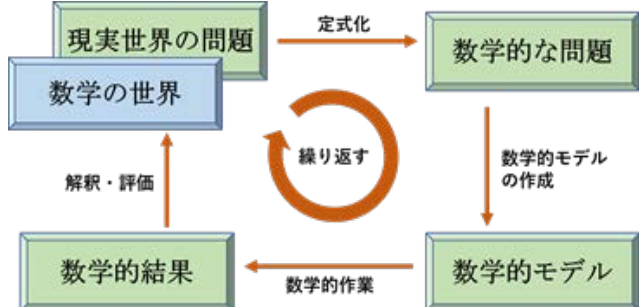 現実世界の問題
数学の世界
定式化
数学的な問題
数学的モデル
の作成
数学的モデル
数学的作業
数学的結果
解釈・評価
繰り返す